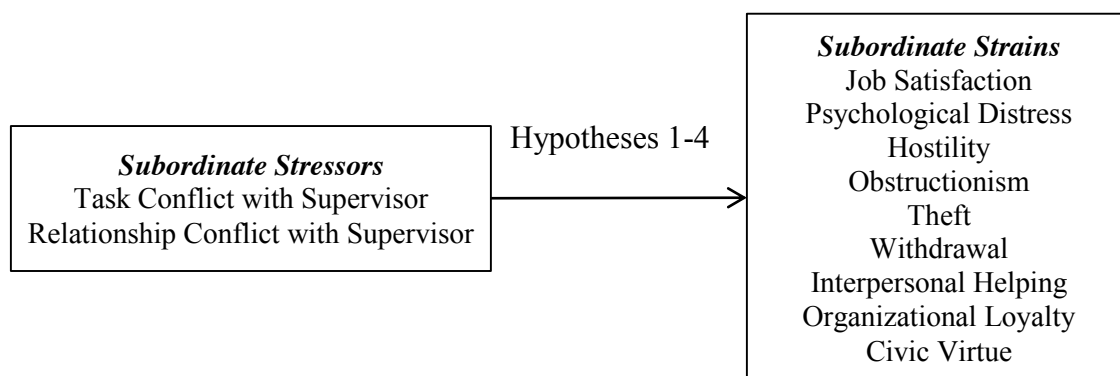 Subordinate Stressors
Task Conflict with Supervisor
Relationship Conflict with Supervisor
Hypotheses 1-4
Subordinate Strains
Job Satisfaction
Psychological Distress
Hostility
Obstructionism
Theft
Withdrawal
Interpersonal Helping
Organizational Loyalty
Civic Virtue